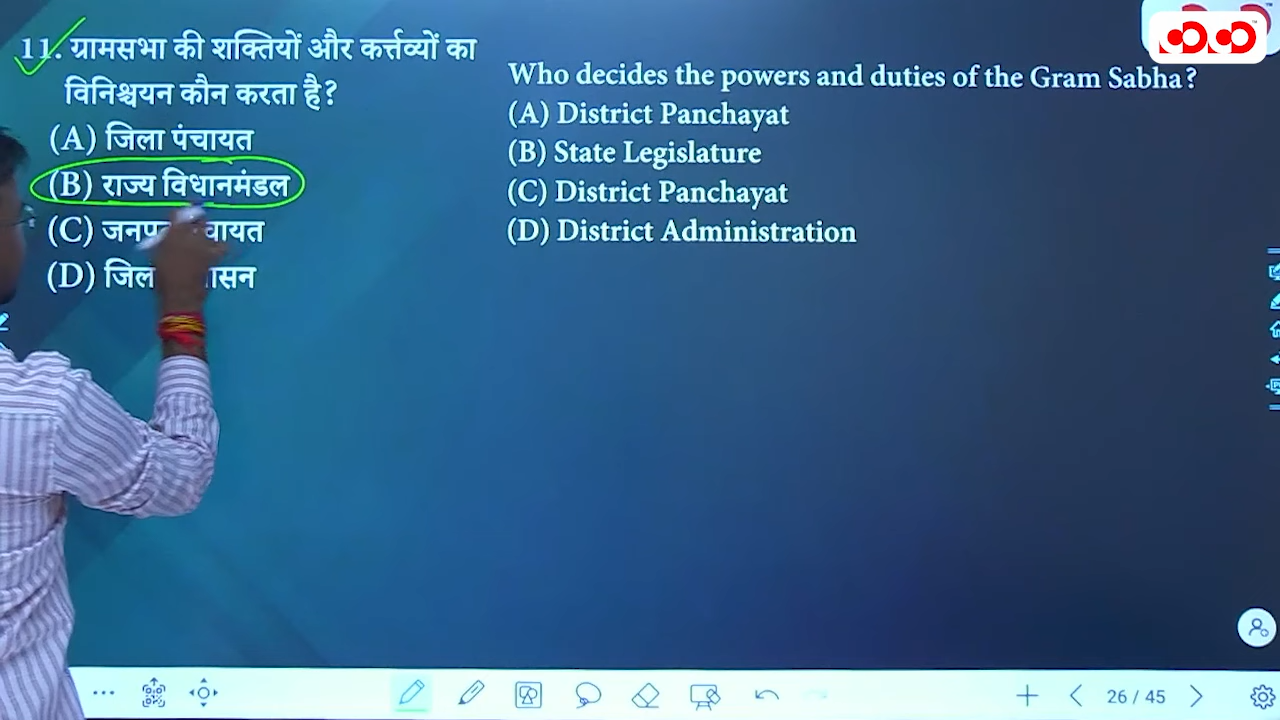 11. ग्रामसभा की शक्तियों और कर्त्तव्यों का
विनिश्चयन कौन करता है?
(A) जिला पंचायत
(B) राज्य विधानमंडल
(C)
(D)
Who decides the powers and duties of the Gram Sabha?
(A) District Panchayat
(B) State Legislature
(C) District Panchayat
(D) District Administration
26 / 45